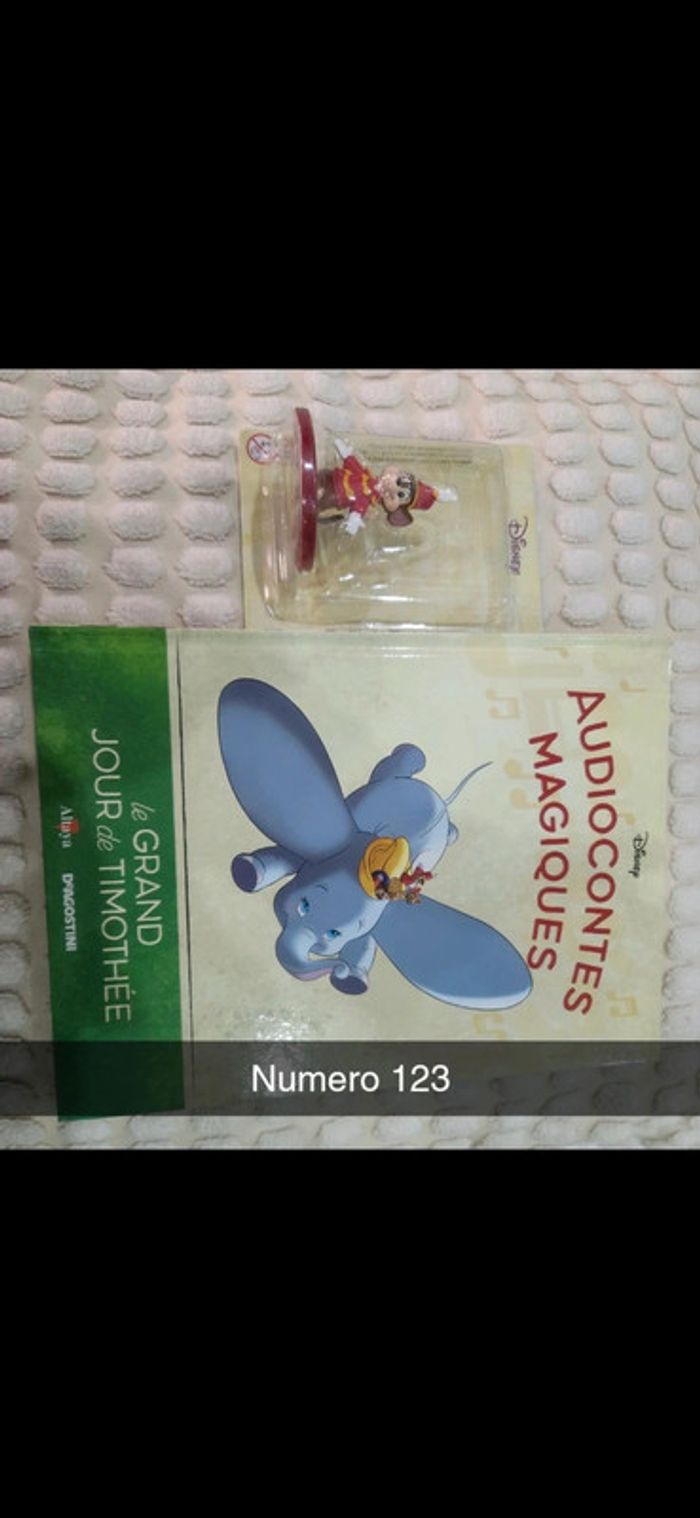 Disney
Disney
AUDIOCONTES
MAGIQUES
le GRAND
JOUR de TIMOTHÉE
Altaya DEAGOSTINI
Numero 123